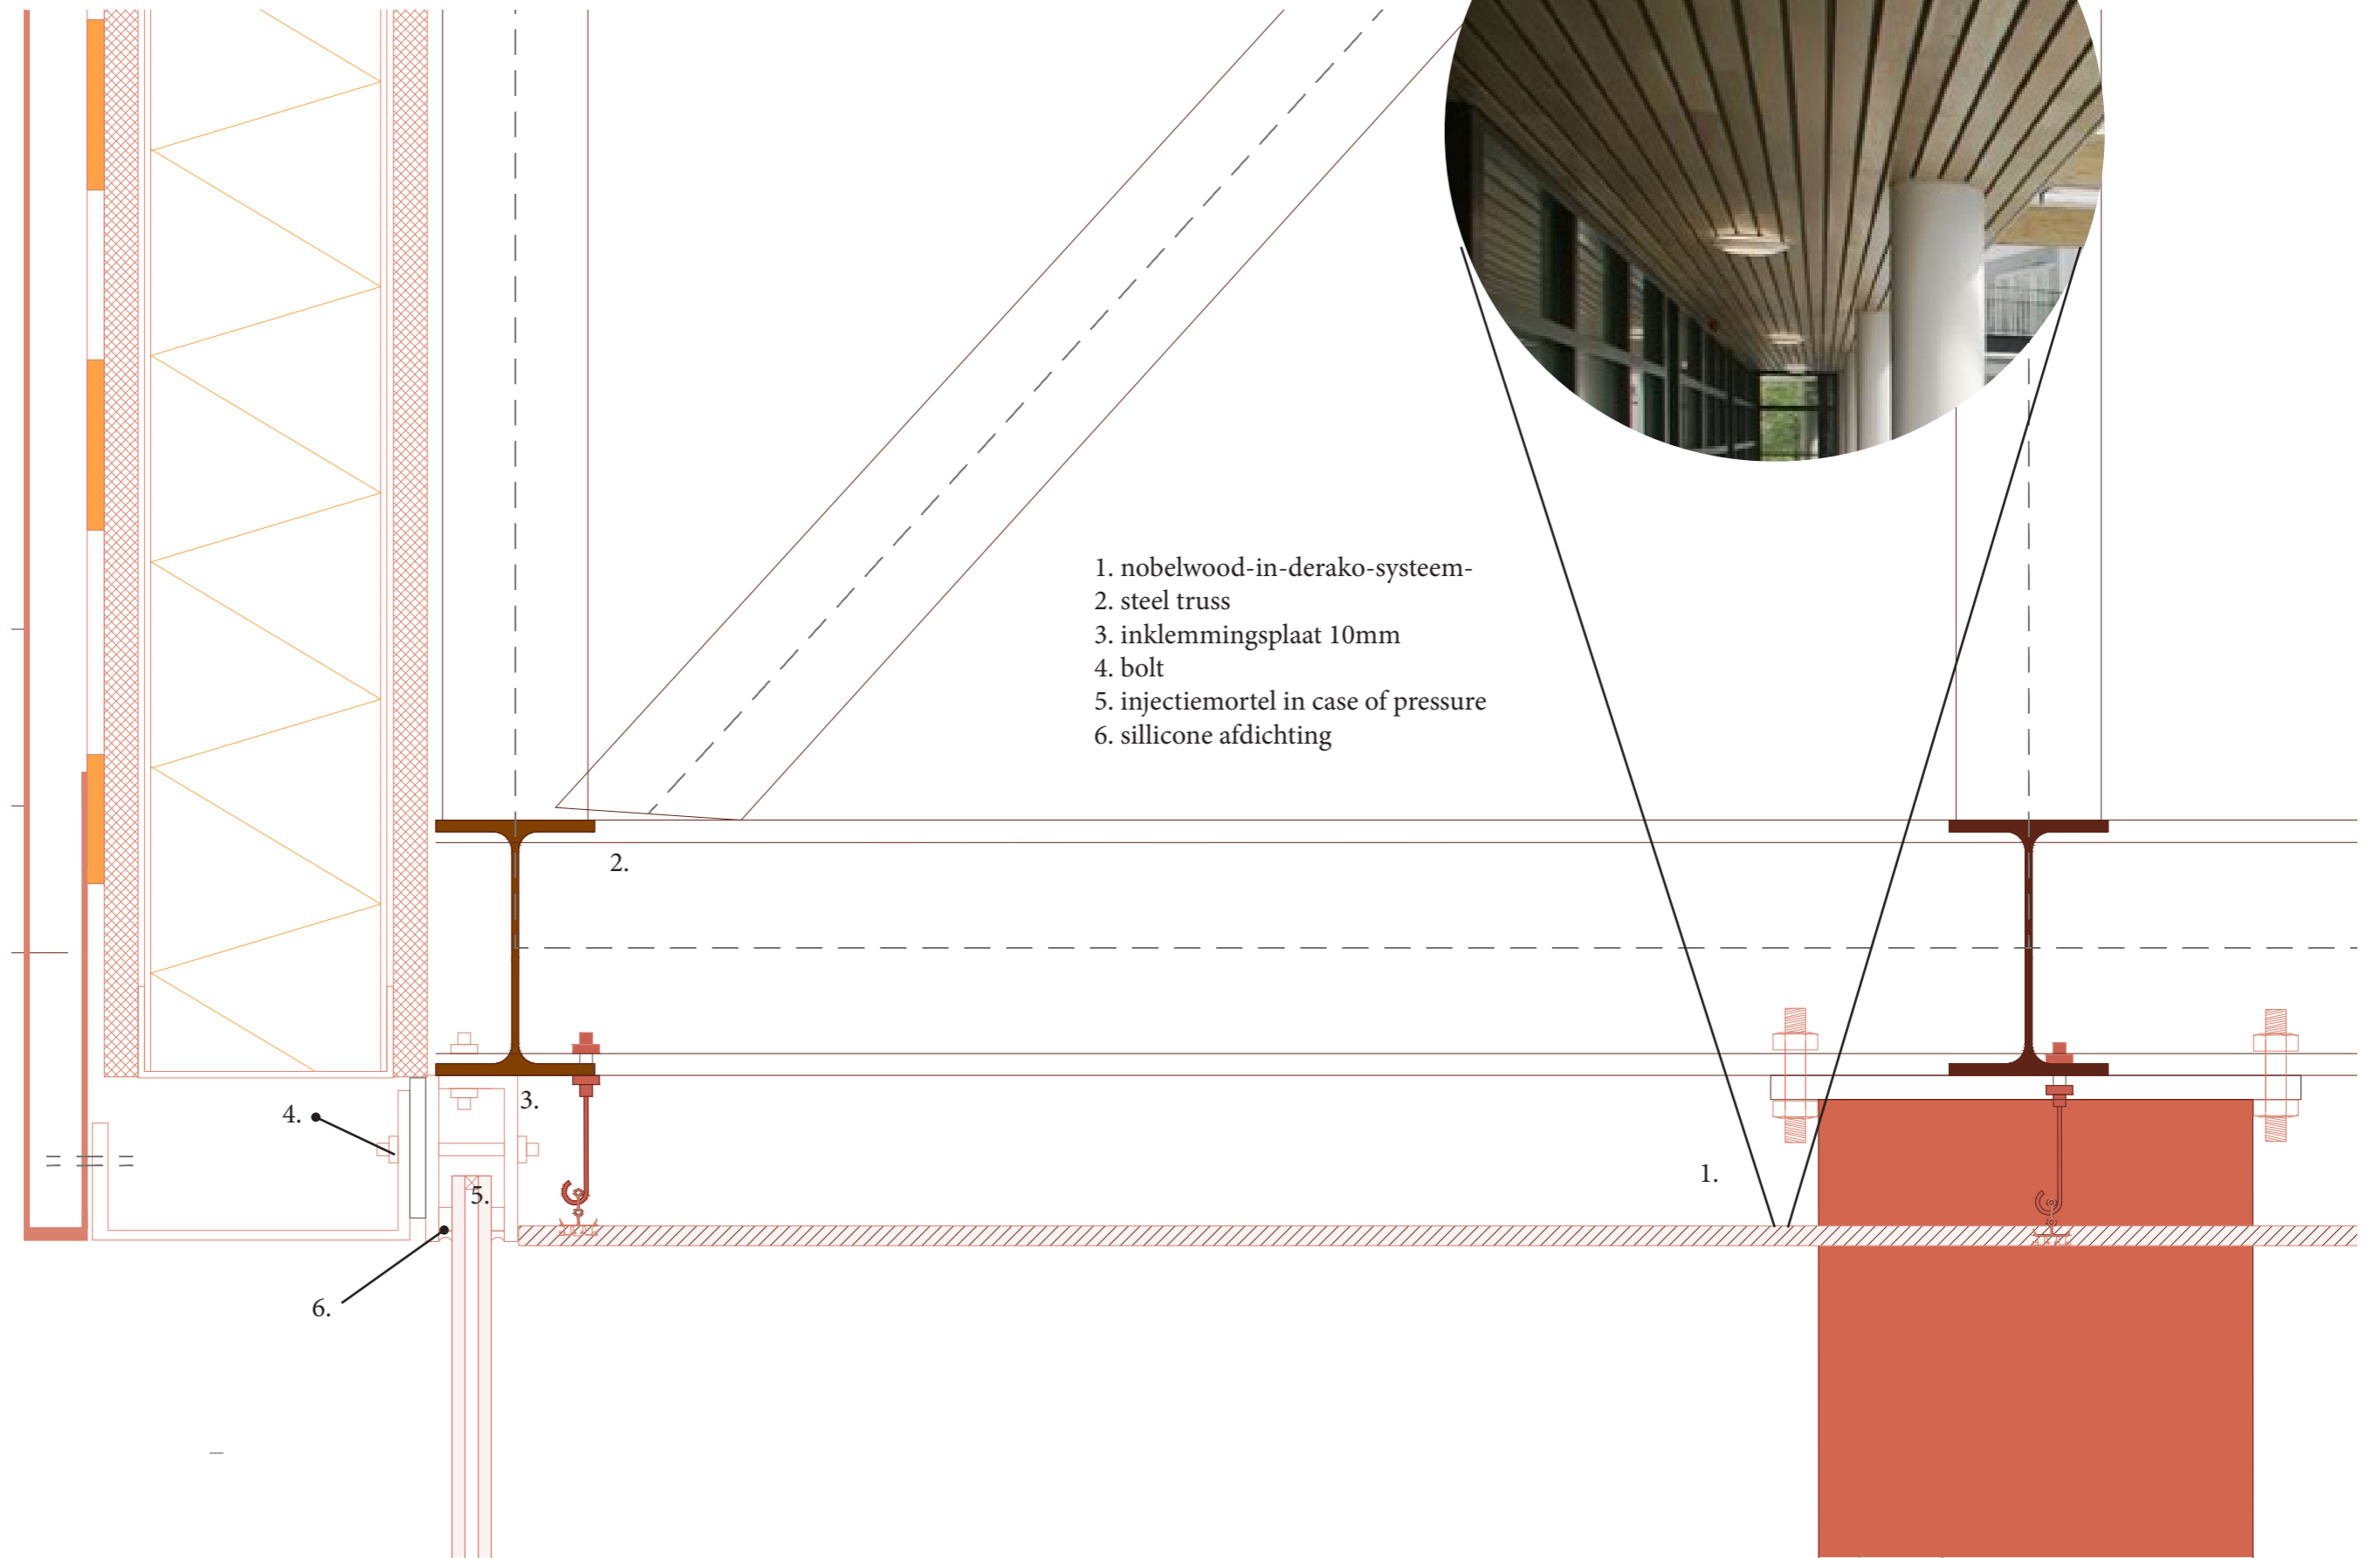 1. nobelwood-in-derako-systeem-
2. steel truss
3. inklemmingsplaat 10mm
4. bolt
5. injectiemortel in case of pressure
6. sillicone afdichting
2.
3.
4.
1.
5.
6.